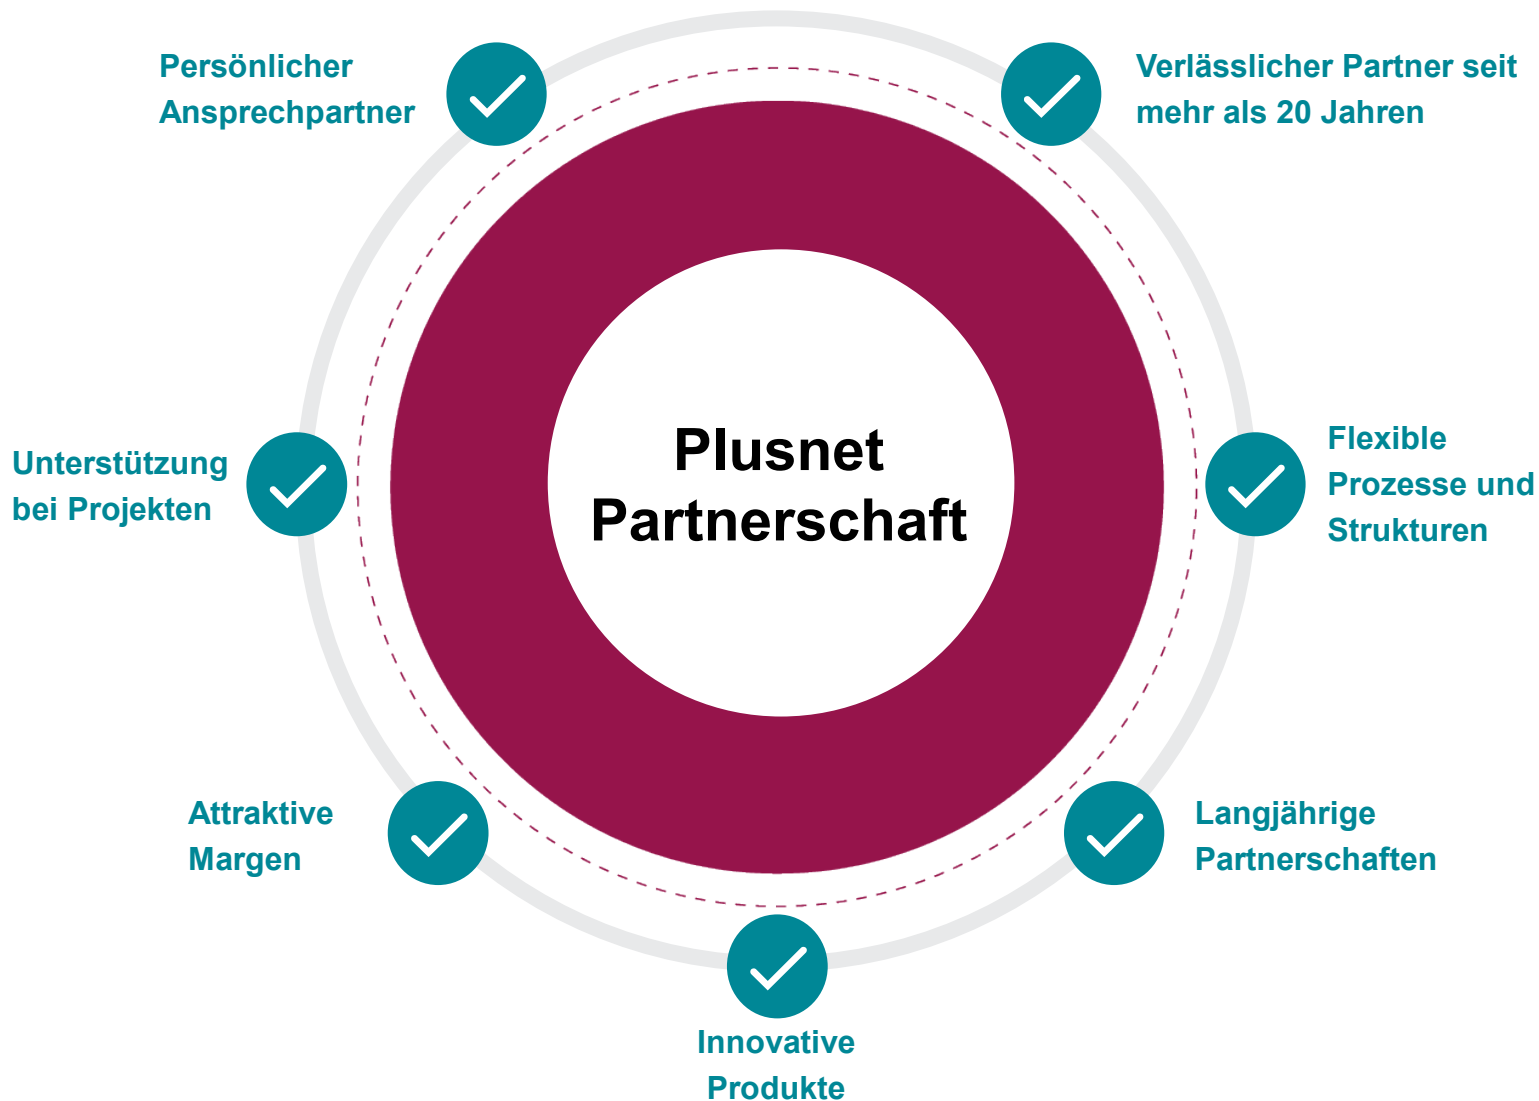 Persönlicher
Ansprechpartner
Verlässlicher Partner seit
mehr als 20 Jahren
Unterstützung
bei Projekten
Plusnet
Partnerschaft
Flexible
Prozesse und
Strukturen
Attraktive
Margen
Langjährige
Partnerschaften
Innovative
Produkte